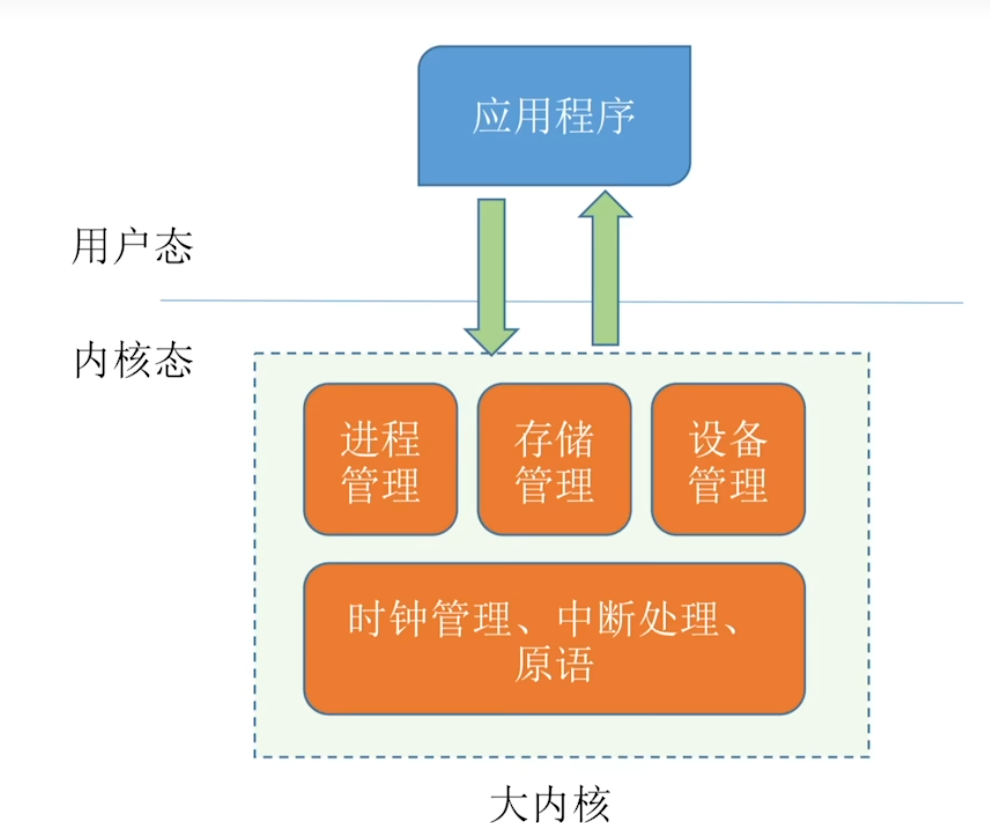 应用程序
用户态
内核态
进程
管理
存储
管理
设备
管理
时钟管理、中断处理、
原语
大内核